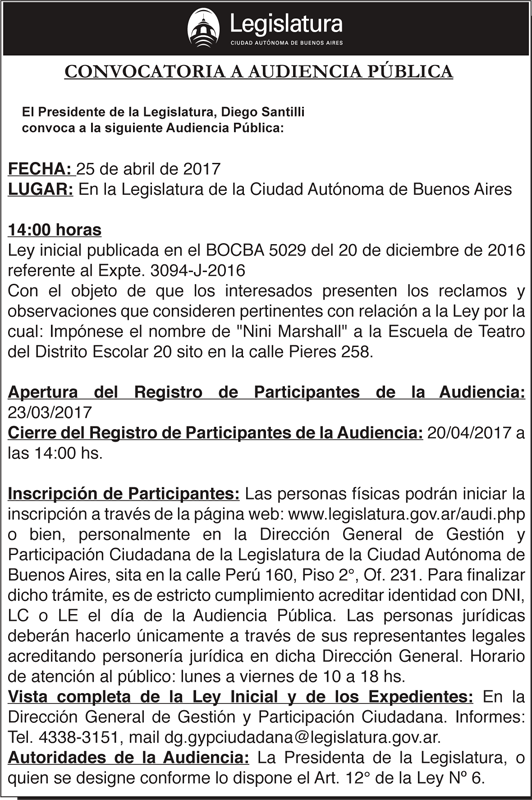 Legislatura
CIUDAD AUTÓNOMA DE BUENOS AIRES
CONVOCATORIA A AUDIENCIA PÚBLICA
El Presidente de la Legislatura, Diego Santilli
convoca a la siguiente Audiencia Pública:
FECHA: 25 de abril de 2017
LUGAR: En la Legislatura de la Ciudad Autónoma de Buenos Aires
14:00 horas
Ley inicial publicada en el BOCBA 5029 del 20 de diciembre de 2016
referente al Expte. 3094-J-2016
Con el objeto de que los interesados presenten los reclamos y
observaciones que consideren pertinentes con relación a la Ley por la
cual: Impónese el nombre de "Nini Marshall" a la Escuela de Teatro
del Distrito Escolar 20 sito en la calle Pieres 258.
Apertura del Registro de Participantes de la Audiencia:
23/03/2017
Cierre del Registro de Participantes de la Audiencia: 20/04/2017 a
las 14:00 hs.
Inscripción de Participantes: Las personas físicas podrán iniciar la
inscripción a través de la página web: www.legislatura.gov.ar/audi.php
o bien, personalmente en la Dirección General de Gestión y
Participación Ciudadana de la Legislatura de la Ciudad Autónoma de
Buenos Aires, sita en la calle Perú 160, Piso 2°, Of. 231. Para finalizar
dicho trámite, es de estricto cumplimiento acreditar identidad con DNI,
LC o LE el día de la Audiencia Pública. Las personas jurídicas
deberán hacerlo únicamente a través de sus representantes legales
acreditando personería jurídica en dicha Dirección General. Horario
de atención al público: lunes a viernes de 10 a 18 hs.
Vista completa de la Ley Inicial y de los Expedientes: En la
Dirección General de Gestión y Participación Ciudadana. Informes:
Tel. 4338-3151, mail dg.gypciudadana@legislatura.gov.ar.
Autoridades de la Audiencia: La Presidenta de la Legislatura, o
quien se designe conforme lo dispone el Art. 12° de la Ley Nº 6.